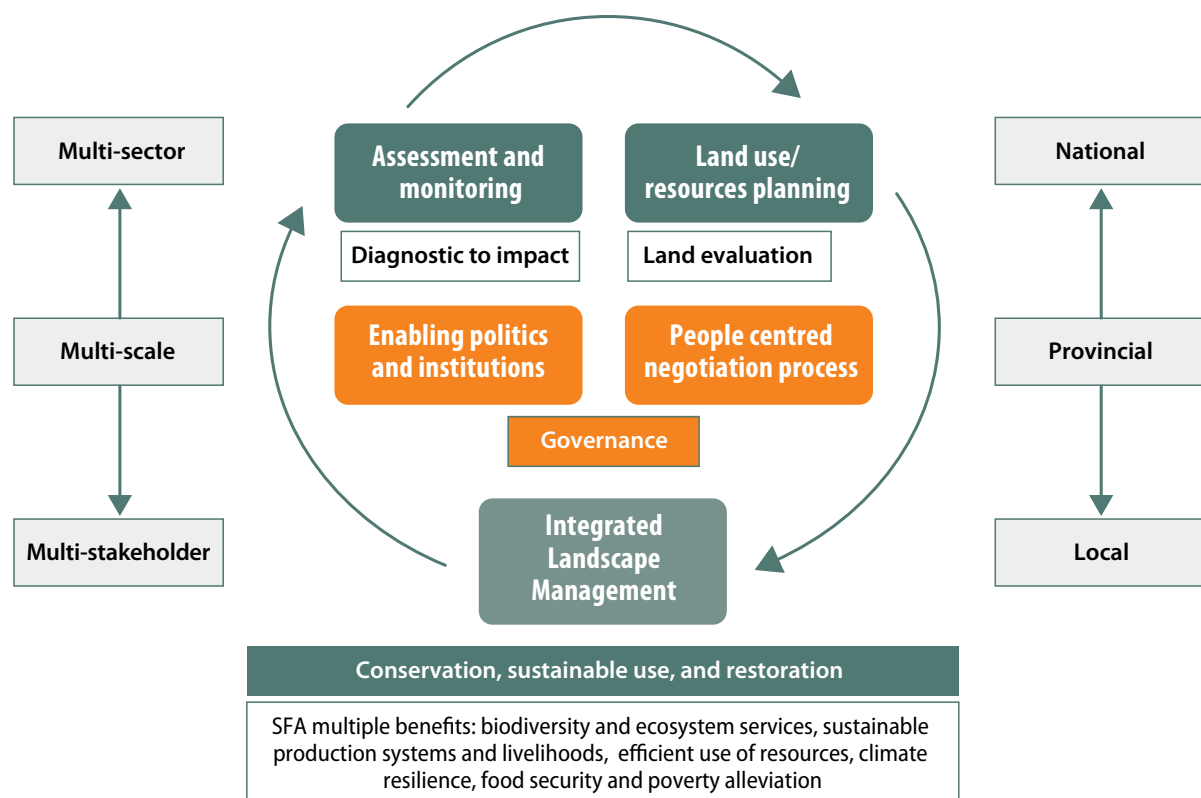 Multi-sector
Multi-scale
Multi-stakeholder
Assessment and
monitoring
Diagnostic to impact
Land use/
resources planning
Land evaluation
Enabling politics
and institutions
People centred
negotiation process
Governance
Integrated
Landscape
Management
National
Provincial
Local
Conservation, sustainable use, and restoration
SFA multiple benefits: biodiversity and ecosystem services, sustainable
production systems and livelihoods, efficient use of resources, climate
resilience, food security and poverty alleviation